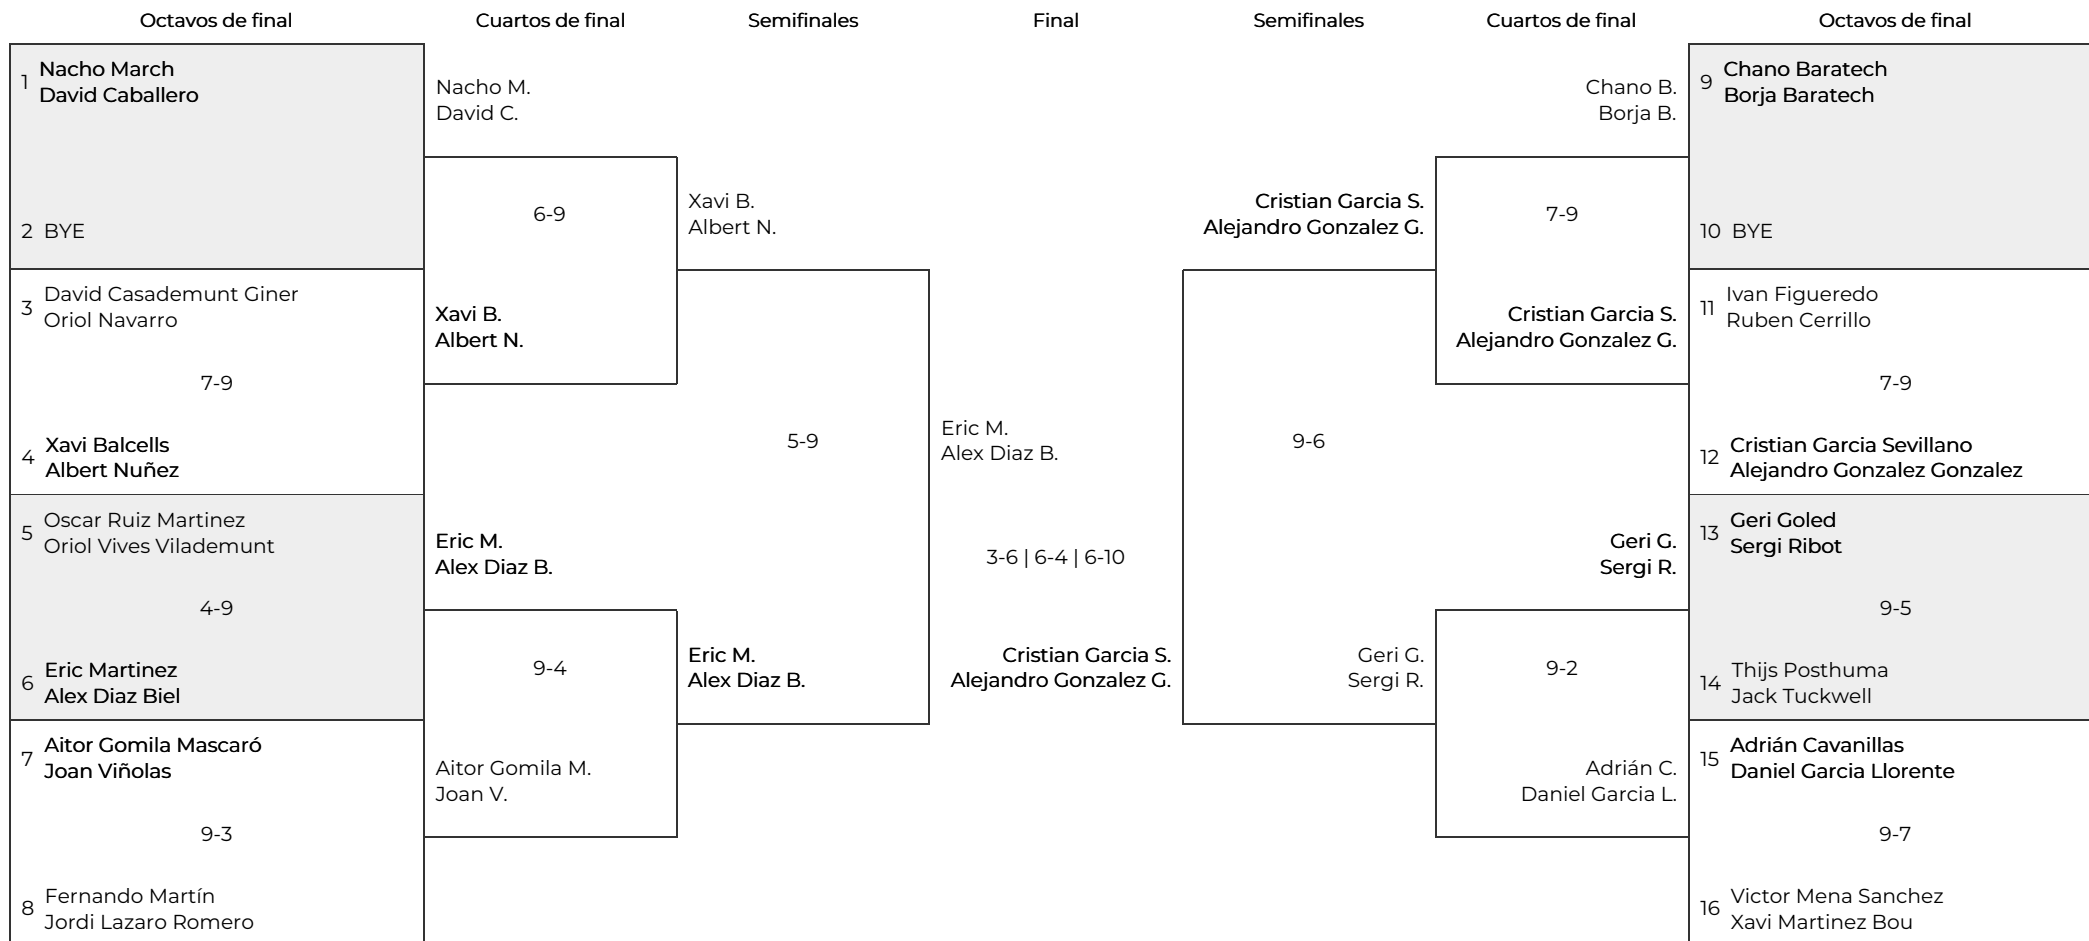 Octavos de final
Cuartos de final
Semifinales
Final
Semifinales
Cuartos de final
Octavos de final
1
Nacho March
David Caballero
2 BYE
3
David Casademunt Giner
Oriol Navarro
7-9
4
Xavi Balcells
Albert Nuñez
5
Oscar Ruiz Martinez
Oriol Vives Vilademunt
4-9
6
Eric Martinez
Alex Diaz Biel
7
Aitor Gomila Mascaró
Joan Viñolas
9-3
8
Fernando Martín
Jordi Lazaro Romero
Nacho M.
David C.
6-9
Xavi B.
Albert N.
Eric M.
Alex Diaz B.
9-4
Aitor Gomila M.
Joan V.
Xavi B.
Albert N.
5-9
Eric M.
Alex Diaz B.
Eric M.
Alex Diaz B.
3-6 | 6-4 | 6-10
Cristian Garcia S.
Alejandro Gonzalez G.
Cristian Garcia S.
Alejandro Gonzalez G.
9-6
Geri G.
Sergi R.
Chano B.
Borja B.
7-9
Cristian Garcia S.
Alejandro Gonzalez G.
Geri G.
Sergi R.
9-2
Adrián C.
Daniel Garcia L.
9
Chano Baratech
Borja Baratech
10 BYE
11
Ivan Figueredo
Ruben Cerrillo
7-9
12
Cristian Garcia Sevillano
Alejandro Gonzalez Gonzalez
13
Geri Goled
Sergi Ribot
9-5
14
Thijs Posthuma
Jack Tuckwell
15
Adrián Cavanillas
Daniel Garcia Llorente
9-7
16
Victor Mena Sanchez
Xavi Martinez Bou